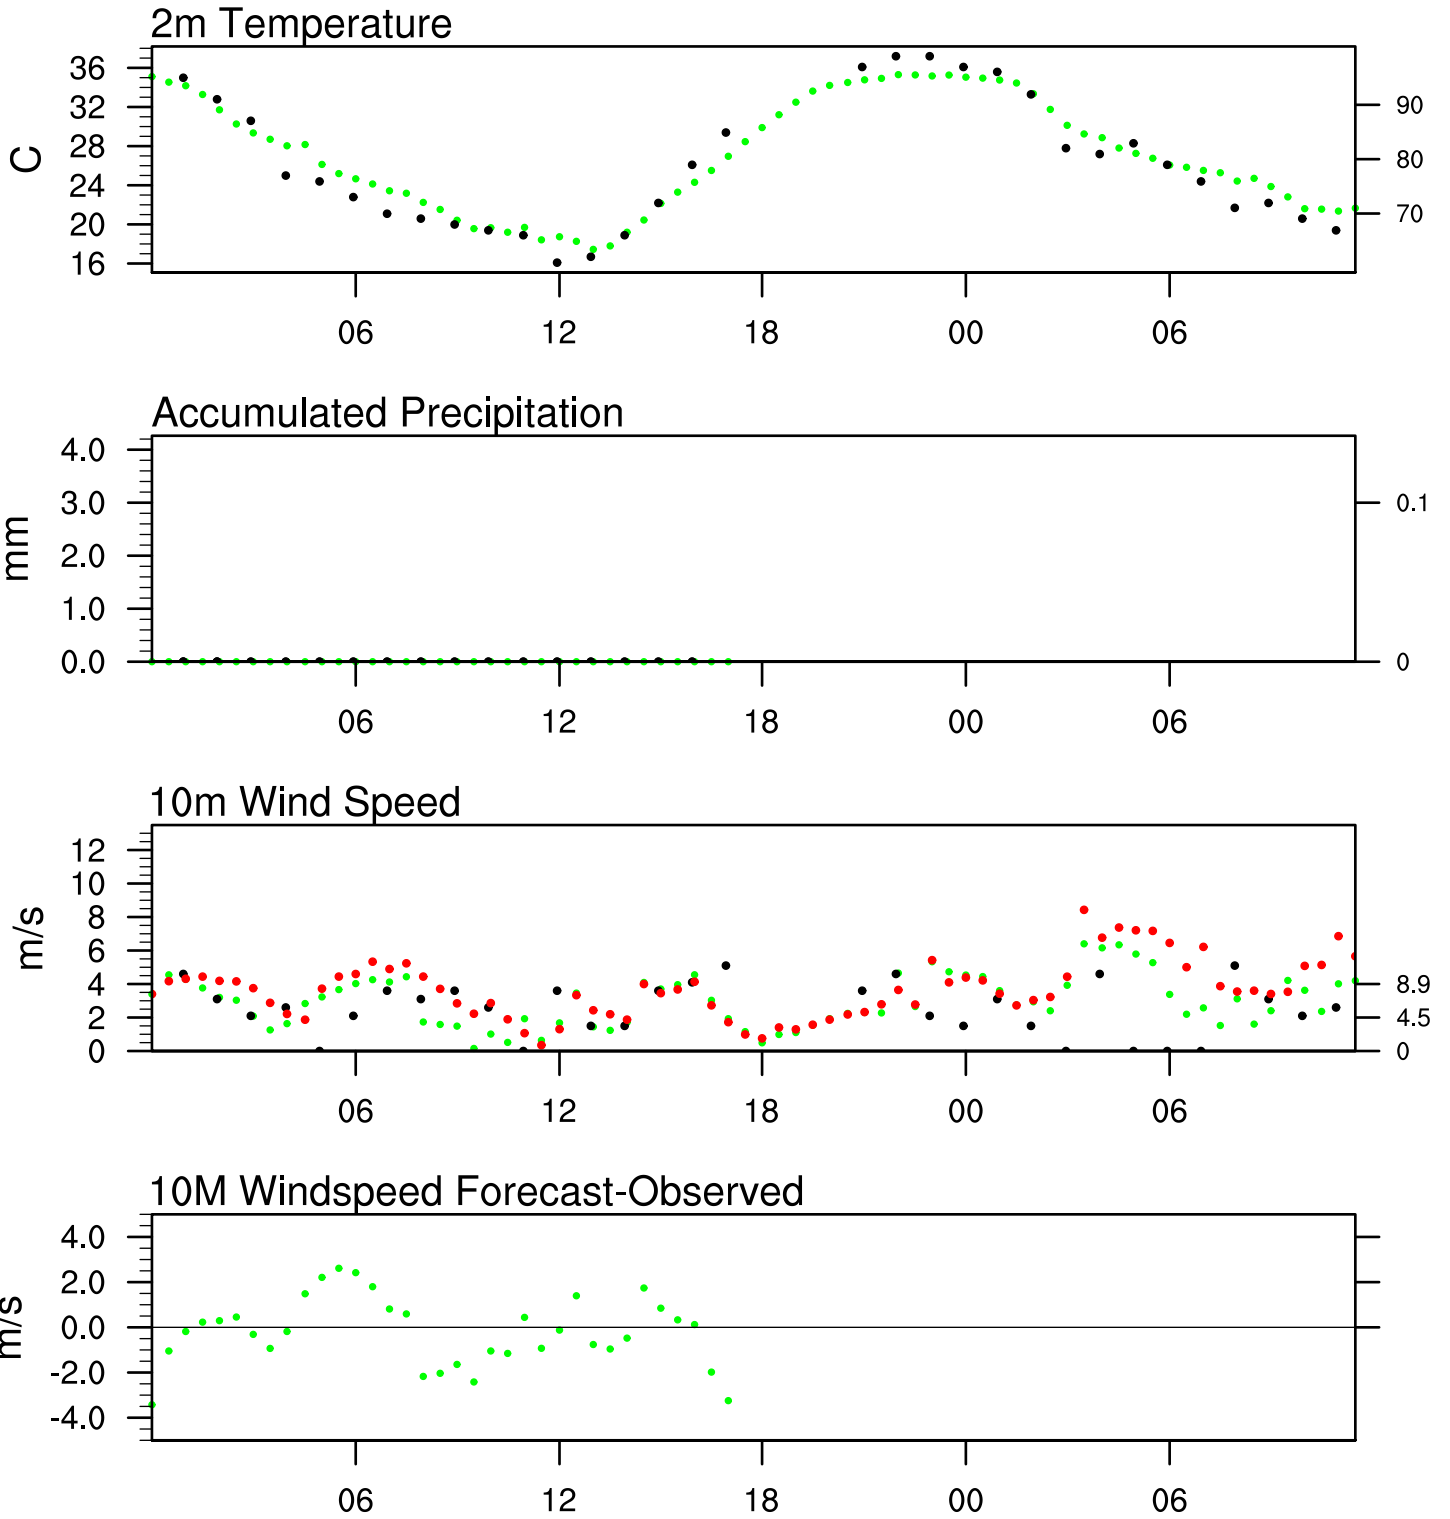 2m Temperature
36
32
28
24
20
16
C
90
80
70
06 12 18 00 06
Accumulated Precipitation
4.0
3.0
2.0
1.0
0.0
mm
0.1
0
06 12 18 00 06
10m Wind Speed
12
10
8
6
4
2
0
m/s
8.9
4.5
0
06 12 18 00 06
10M Windspeed Forecast-Observed
4.0
2.0
0.0
-2.0
-4.0
m/s
06 12 18 00 06